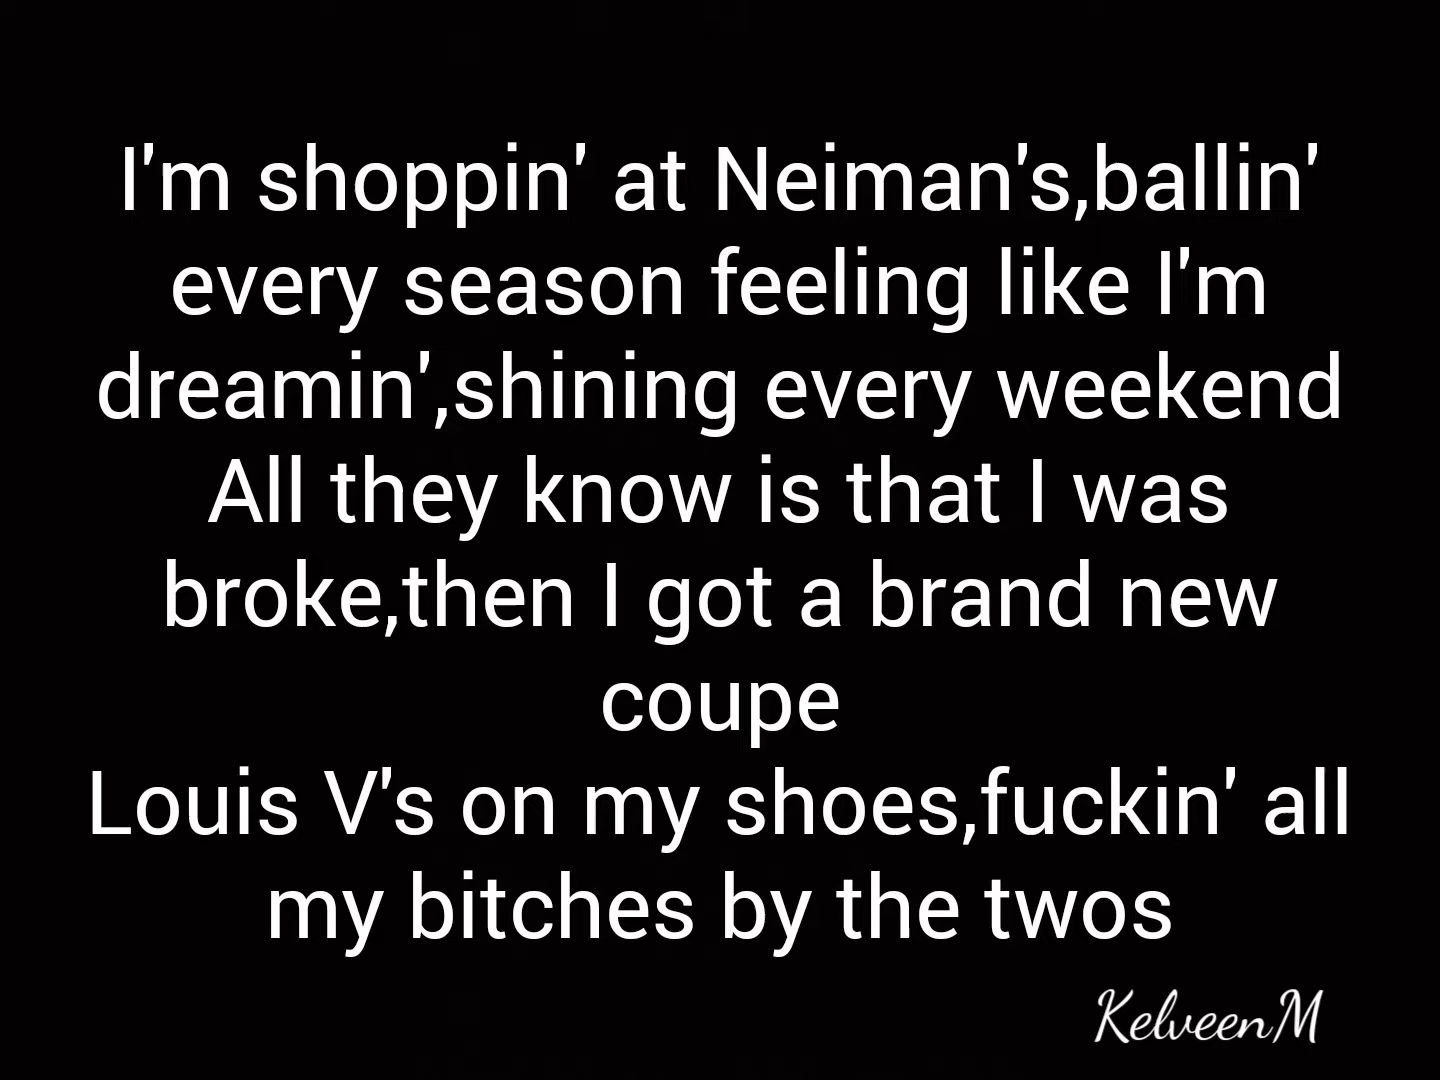 I'm shoppin' at Neiman's,ballin'
every season feeling like I'm
dreamin',shining every weekend
All they know is that I was
broke,then I got a brand new
coupe
Louis V's on my shoes,fuckin' all
my bitches by the twos
KelveenM